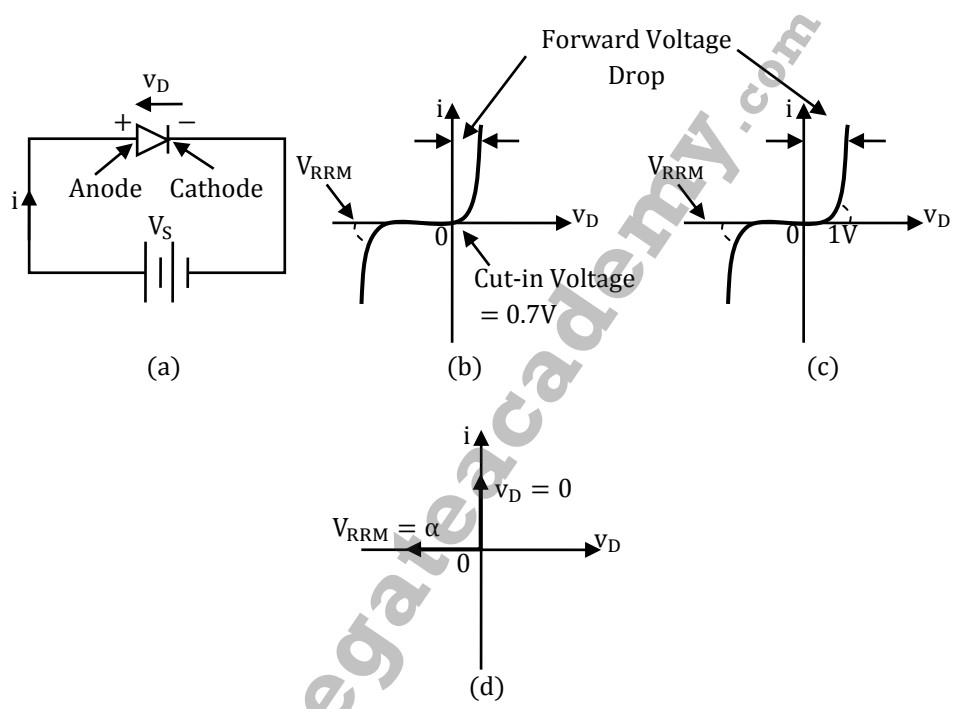 Forward Voltage
Drop
v_D
+ −
Anode Cathode
i
V_S
(a)
i
V_RRM
0
v_D
Cut-in Voltage
= 0.7V
(b)
i
V_RRM
0
1V
v_D
(c)
i
v_D = 0
V_RRM = α
0
v_D
(d)
egateacademy.com